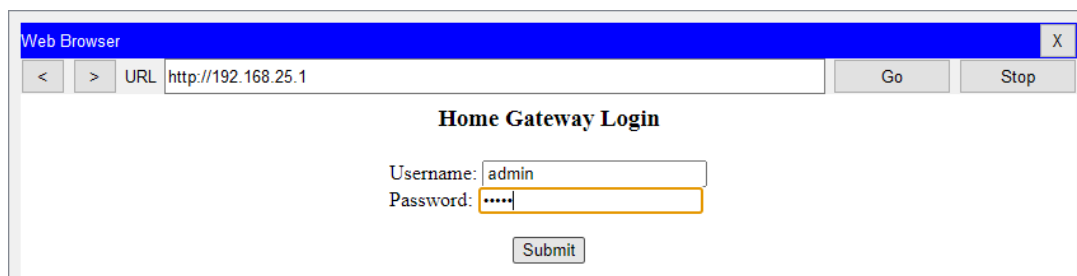 Web Browser X
< > URL http://192.168.25.1 Go Stop
Home Gateway Login
Username: admin
Password: •••••
Submit